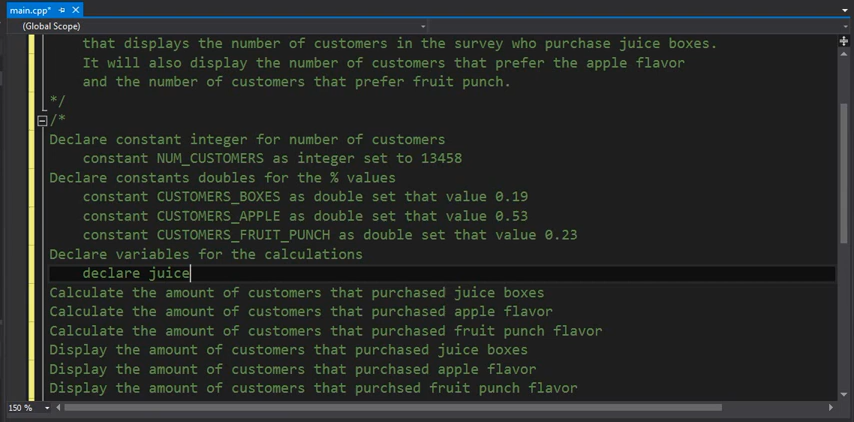 main.cpp*
(Global Scope)
that displays the number of customers in the survey who purchase juice boxes.
It will also display the number of customers that prefer the apple flavor
and the number of customers that prefer fruit punch.
*/
/*
Declare constant integer for number of customers
constant NUM_CUSTOMERS as integer set to 13458
Declare constants doubles for the % values
constant CUSTOMERS_BOXES as double set that value 0.19
constant CUSTOMERS_APPLE as double set that value 0.53
constant CUSTOMERS_FRUIT_PUNCH as double set that value 0.23
Declare variables for the calculations
declare juice
Calculate the amount of customers that purchased juice boxes
Calculate the amount of customers that purchased apple flavor
Calculate the amount of customers that purchased fruit punch flavor
Display the amount of customers that purchased juice boxes
Display the amount of customers that purchased apple flavor
Display the amount of customers that purchsed fruit punch flavor
150 %